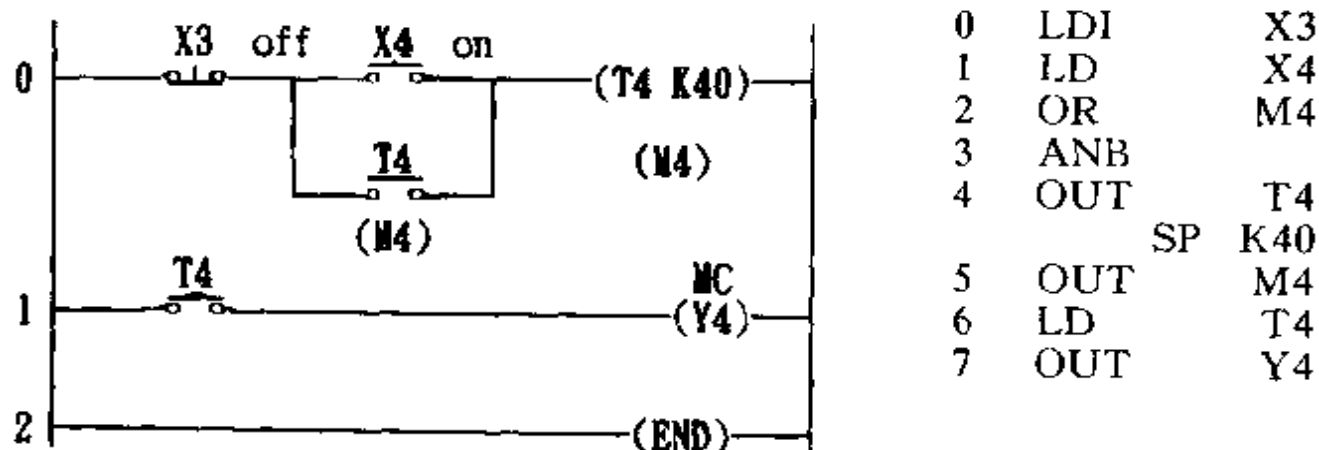 X3 off X4 on
0 (T4 K40)
T4 (M4)
(M4)
T4 MC
1 (Y4)
2 (END)
0 LDI X3
1 LD X4
2 OR M4
3 ANB
4 OUT T4
SP K40
5 OUT M4
6 LD T4
7 OUT Y4